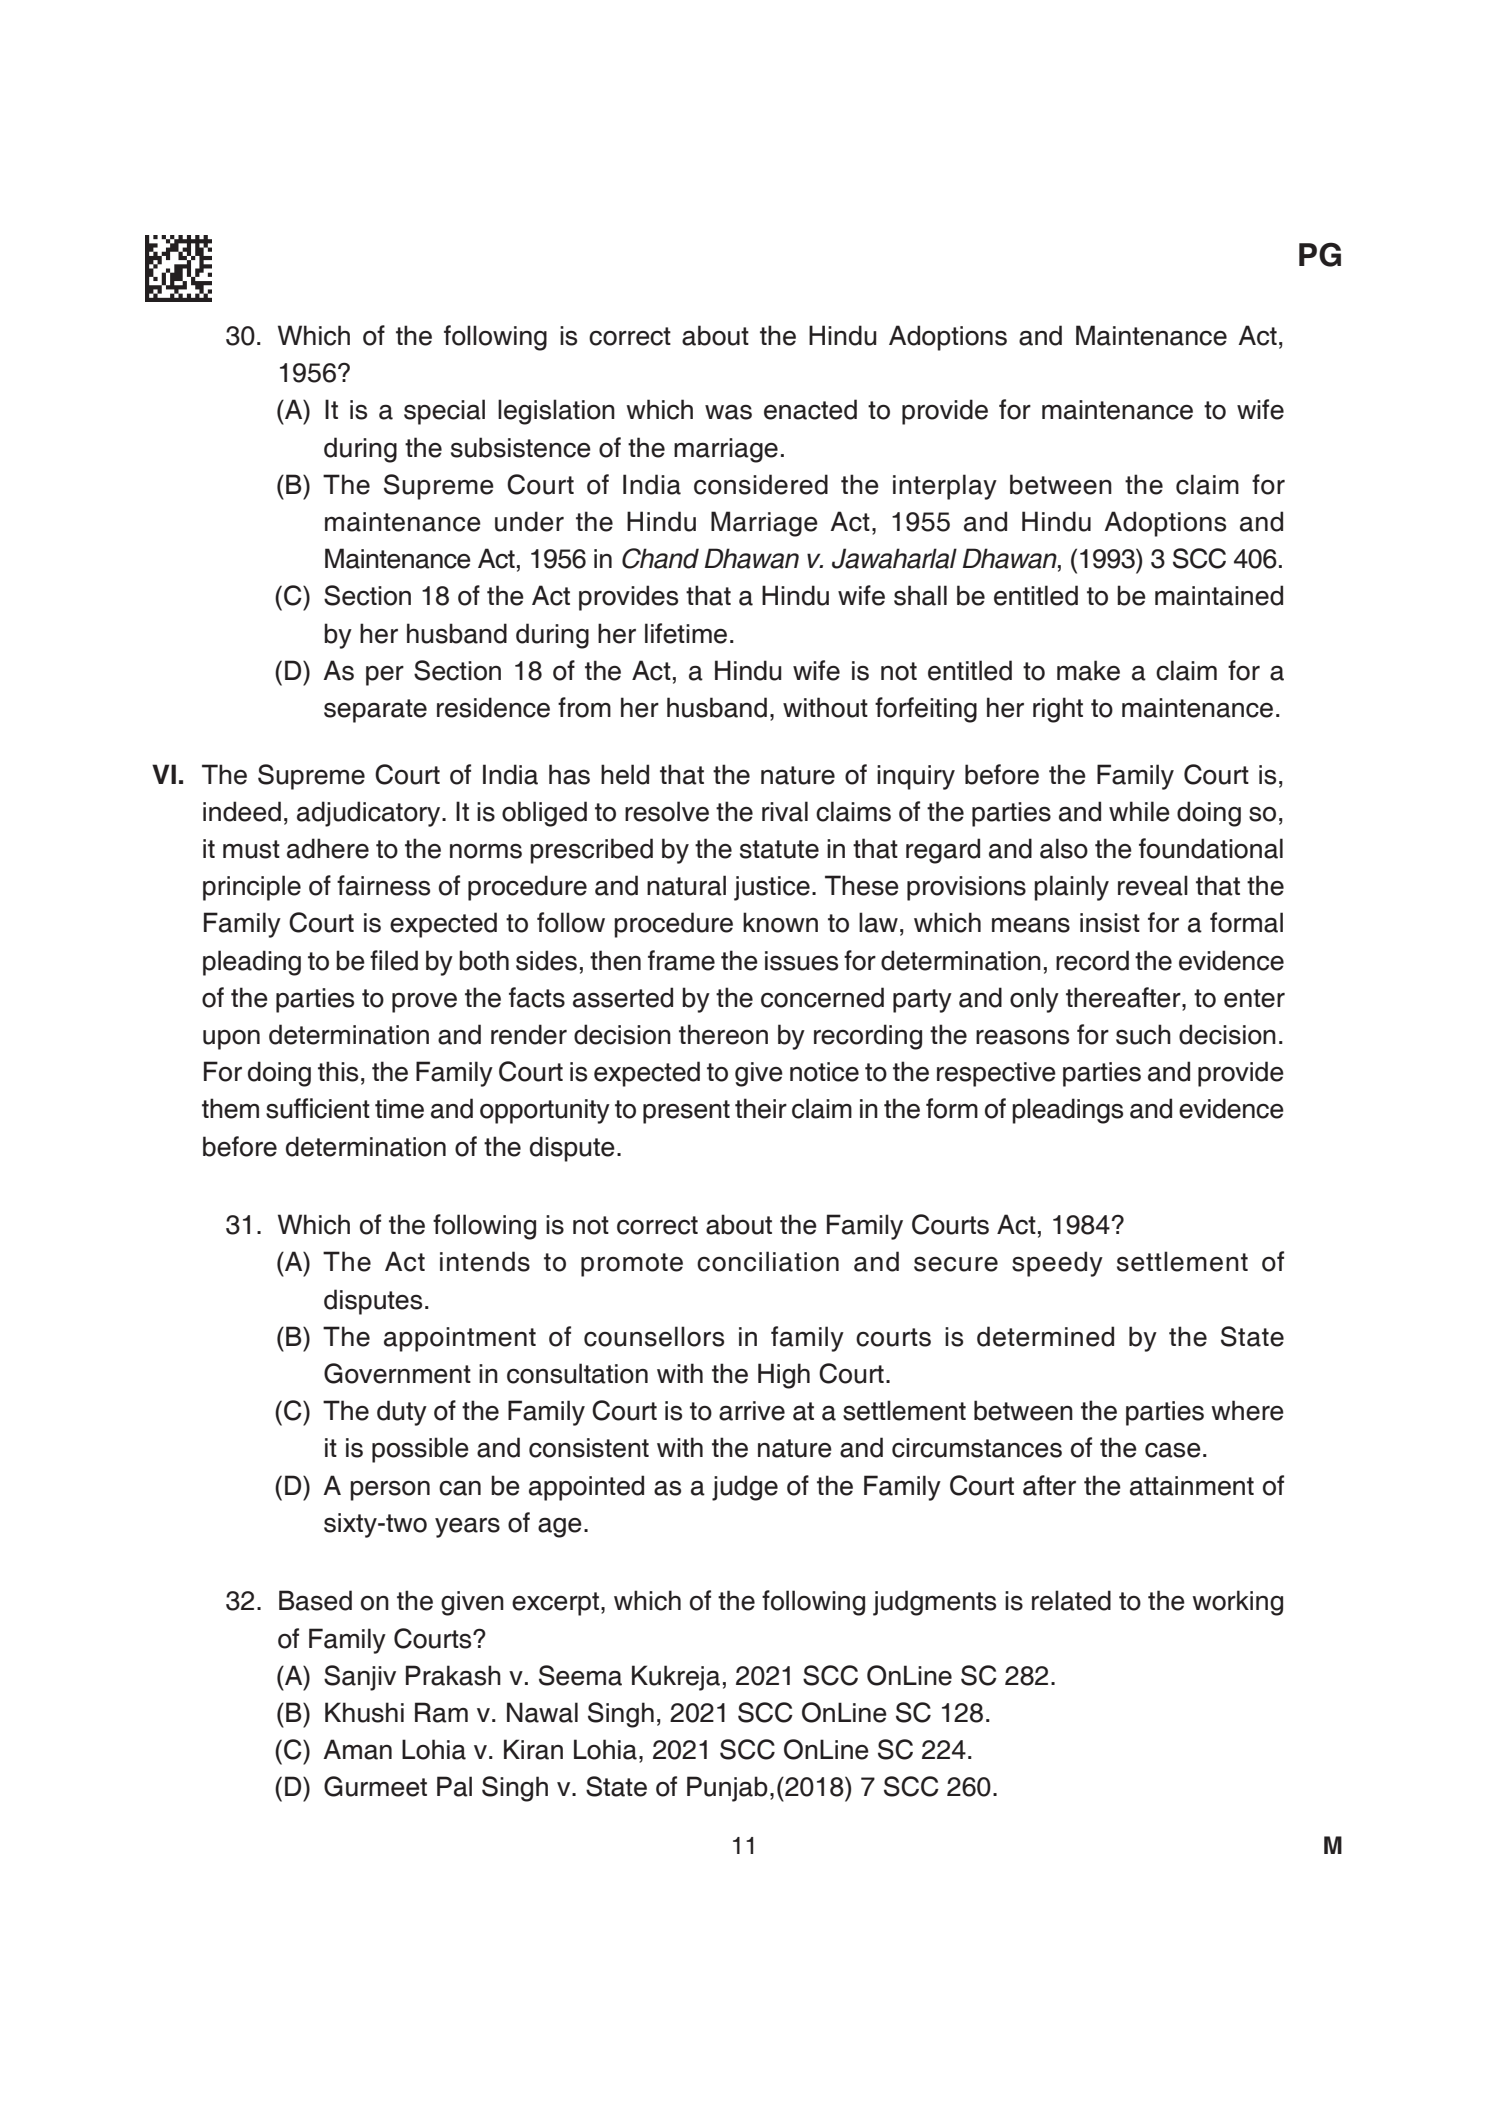 PG
30. Which of the following is correct about the Hindu Adoptions and Maintenance Act,
1956?
(A) It is a special legislation which was enacted to provide for maintenance to wife
during the subsistence of the marriage.
(B) The Supreme Court of India considered the interplay between the claim for
maintenance under the Hindu Marriage Act, 1955 and Hindu Adoptions and
Maintenance Act, 1956 in Chand Dhawan v. Jawaharlal Dhawan, (1993) 3 SCC 406.
(C) Section 18 of the Act provides that a Hindu wife shall be entitled to be maintained
by her husband during her lifetime.
(D) As per Section 18 of the Act, a Hindu wife is not entitled to make a claim for a
separate residence from her husband, without forfeiting her right to maintenance.
VI. The Supreme Court of India has held that the nature of inquiry before the Family Court is,
indeed, adjudicatory. It is obliged to resolve the rival claims of the parties and while doing so,
it must adhere to the norms prescribed by the statute in that regard and also the foundational
principle of fairness of procedure and natural justice. These provisions plainly reveal that the
Family Court is expected to follow procedure known to law, which means insist for a formal
pleading to be filed by both sides, then frame the issues for determination, record the evidence
of the parties to prove the facts asserted by the concerned party and only thereafter, to enter
upon determination and render decision thereon by recording the reasons for such decision.
For doing this, the Family Court is expected to give notice to the respective parties and provide
them sufficient time and opportunity to present their claim in the form of pleadings and evidence
before determination of the dispute.
31. Which of the following is not correct about the Family Courts Act, 1984?
(A) The Act intends to promote conciliation and secure speedy settlement of
disputes.
(B) The appointment of counsellors in family courts is determined by the State
Government in consultation with the High Court.
(C) The duty of the Family Court is to arrive at a settlement between the parties where
it is possible and consistent with the nature and circumstances of the case.
(D) A person can be appointed as a judge of the Family Court after the attainment of
sixty-two years of age.
32. Based on the given excerpt, which of the following judgments is related to the working
of Family Courts?
(A) Sanjiv Prakash v. Seema Kukreja, 2021 SCC OnLine SC 282.
(B) Khushi Ram v. Nawal Singh, 2021 SCC OnLine SC 128.
(C) Aman Lohia v. Kiran Lohia, 2021 SCC OnLine SC 224.
(D) Gurmeet Pal Singh v. State of Punjab,(2018) 7 SCC 260.
11
M